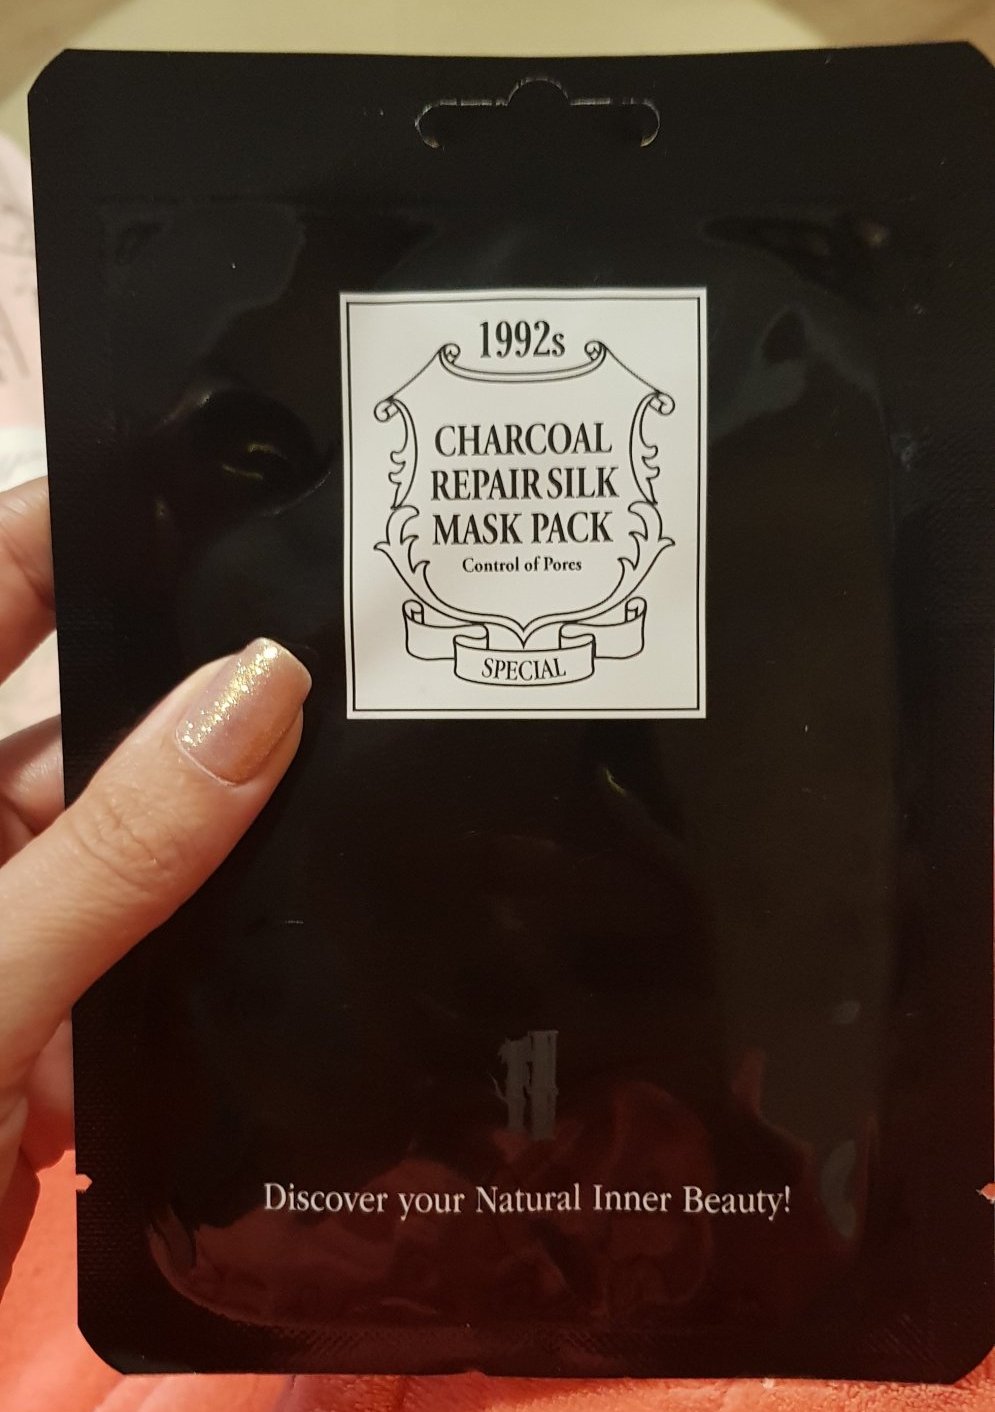 1992s
CHARCOAL
REPAIR SILK
MASK PACK
Control of Pores
SPECIAL
Discover your Natural Inner Beauty!